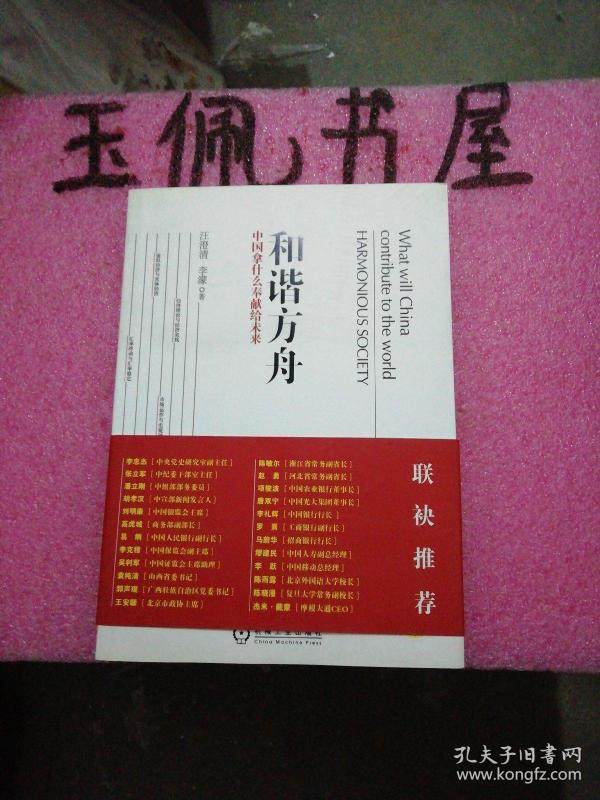 玉佩书屋
What will China
contribute to the world
HARMONIOUS SOCIETY
和谐方舟
中国拿什么奉献给未来
汪澄清 李濛 ◎著
联袂推荐
李忠杰 [ 中央党史研究室副主任 ]
张立军 [ 中纪委干部室主任 ]
潘立刚 [ 中组部部务委员 ]
胡孝汉 [ 中宣部新闻发言人 ]
刘明康 [ 中国银监会主席 ]
高虎城 [ 商务部副部长 ]
易 纲 [ 中国人民银行副行长 ]
李克穆 [ 中国保监会副主席 ]
吴利军 [ 中国证监会主席助理 ]
袁纯清 [ 山西省委书记 ]
郭声琨 [ 广西壮族自治区党委书记 ]
王安顺 [ 北京市政协主席 ]
陈敏尔 [ 浙江省常务副省长 ]
赵 勇 [ 河北省常务副省长 ]
项俊波 [ 中国农业银行董事长 ]
唐双宁 [ 中国光大集团董事长 ]
李礼辉 [ 中国银行行长 ]
罗 熹 [ 工商银行副行长 ]
马蔚华 [ 招商银行行长 ]
缪建民 [ 中国人寿副总经理 ]
李 跃 [ 中国移动总经理 ]
陈雨露 [ 北京外国语大学校长 ]
陈晓漫 [ 复旦大学常务副校长 ]
杰米·戴蒙 [ 摩根大通CEO ]
机械工业出版社
China Machine Press
孔夫子旧书网
www.kongfz.com